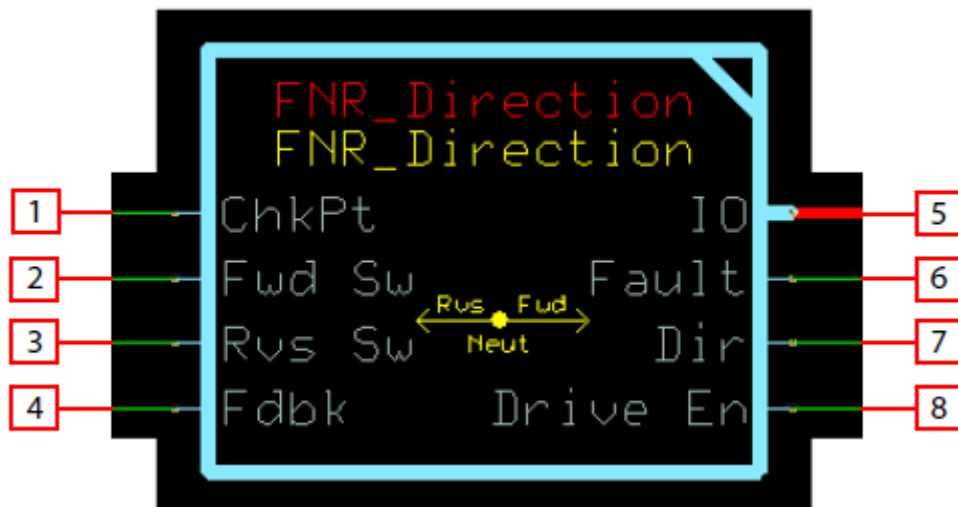 FNR_Direction
FNR_Direction
1 ChkPt IO 5
2 Fwd Sw Fault 6
Rvs Fwd
3 Rvs Sw Neut Dir 7
4 Fdbk Drive En 8